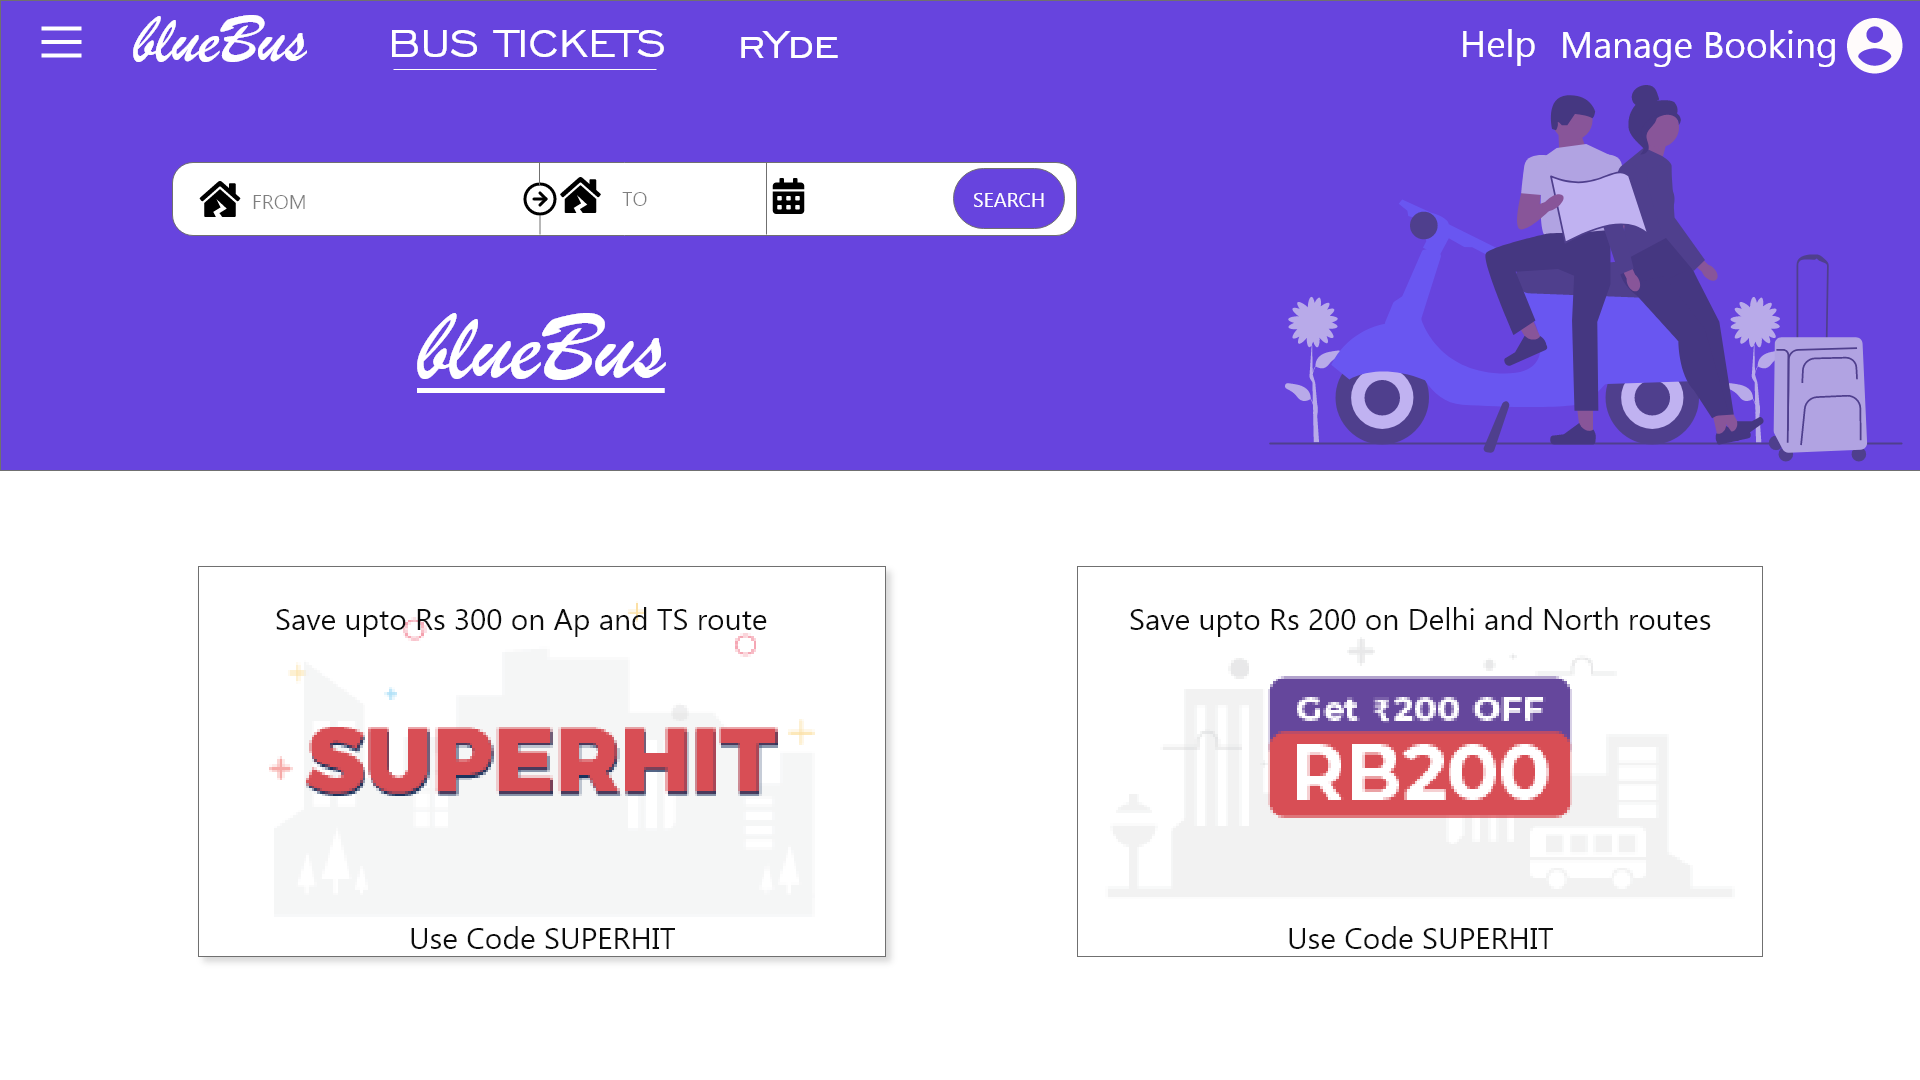 blueBus
BUS TICKETS
RYDE
Help
Manage Booking
FROM
TO
SEARCH
blueBus
Save upto Rs 300 on Ap and TS route
SUPERHIT
Use Code SUPERHIT
Save upto Rs 200 on Delhi and North routes
Get ₹200 OFF
RB200
Use Code SUPERHIT